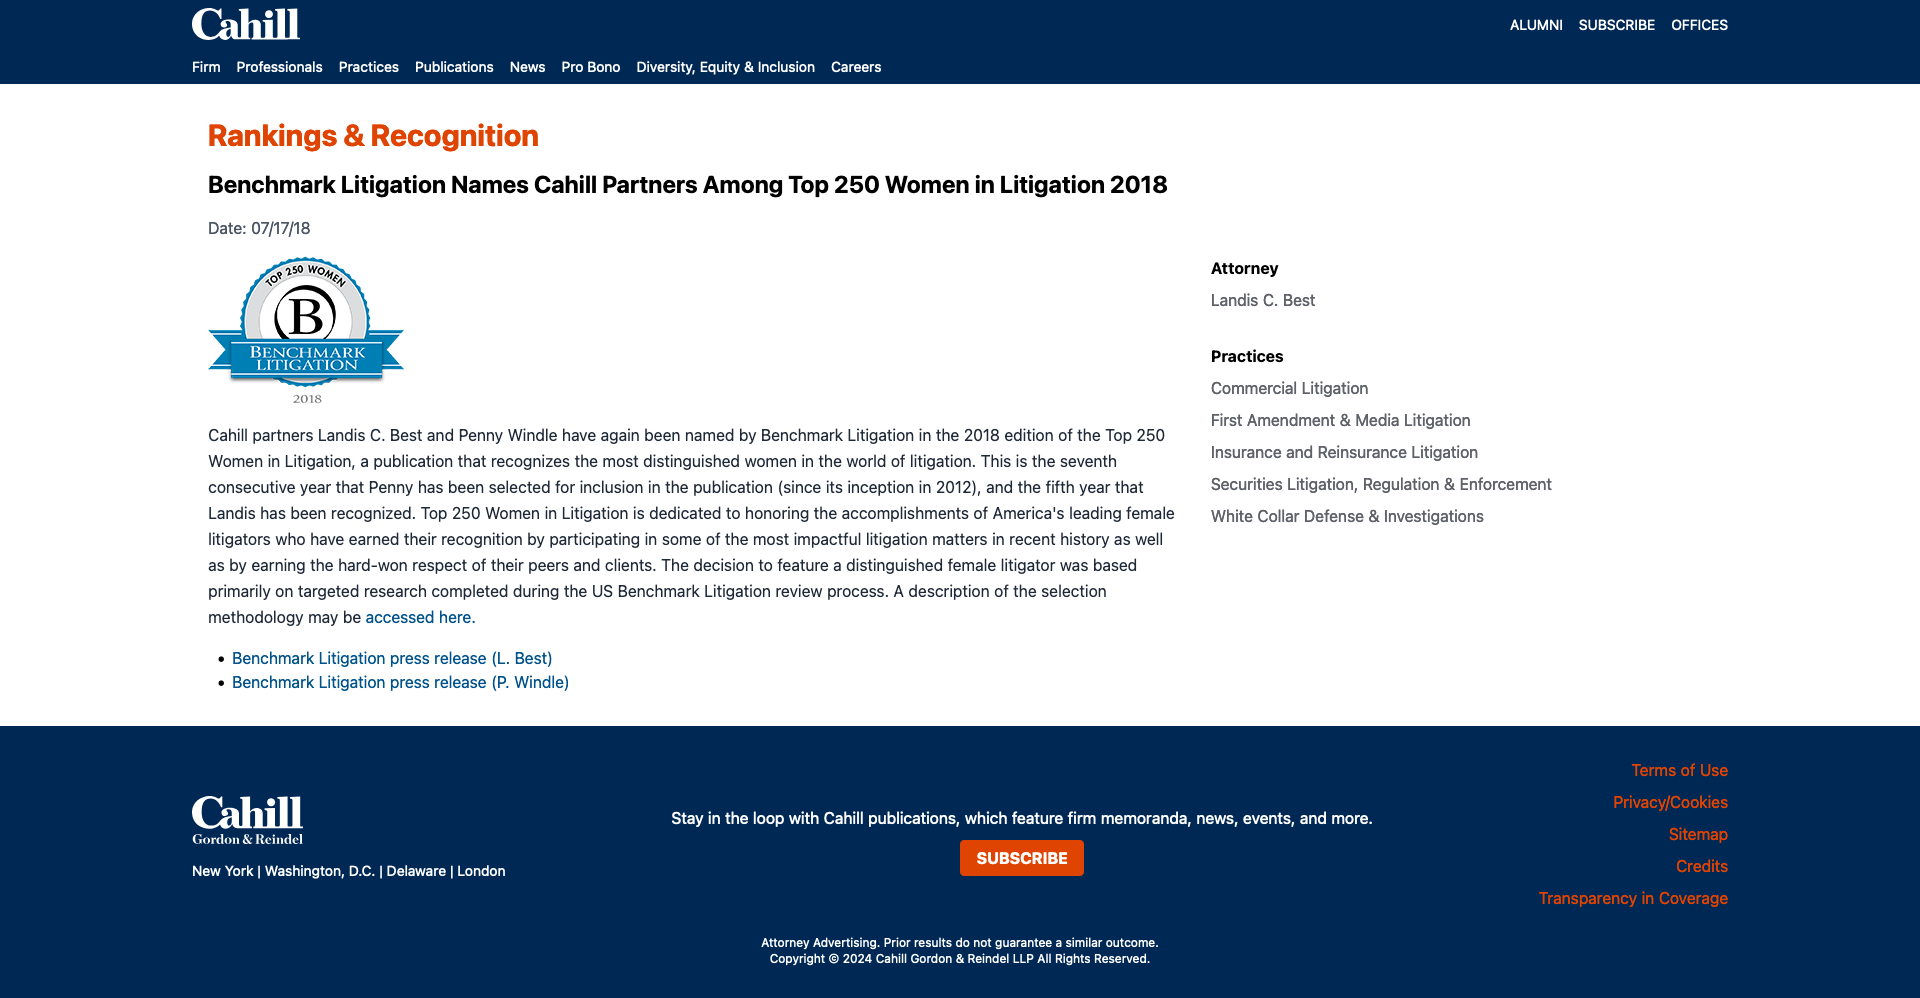 Cahill
ALUMNI SUBSCRIBE OFFICES
Firm Professionals Practices Publications News Pro Bono Diversity, Equity & Inclusion Careers
Rankings & Recognition
Benchmark Litigation Names Cahill Partners Among Top 250 Women in Litigation 2018
Date: 07/17/18
TOP 250 WOMEN
B
BENCHMARK
LITIGATION
2018
Cahill partners Landis C. Best and Penny Windle have again been named by Benchmark Litigation in the 2018 edition of the Top 250
Women in Litigation, a publication that recognizes the most distinguished women in the world of litigation. This is the seventh
consecutive year that Penny has been selected for inclusion in the publication (since its inception in 2012), and the fifth year that
Landis has been recognized. Top 250 Women in Litigation is dedicated to honoring the accomplishments of America's leading female
litigators who have earned their recognition by participating in some of the most impactful litigation matters in recent history as well
as by earning the hard-won respect of their peers and clients. The decision to feature a distinguished female litigator was based
primarily on targeted research completed during the US Benchmark Litigation review process. A description of the selection
methodology may be accessed here.
• Benchmark Litigation press release (L. Best)
• Benchmark Litigation press release (P. Windle)
Attorney
Landis C. Best
Practices
Commercial Litigation
First Amendment & Media Litigation
Insurance and Reinsurance Litigation
Securities Litigation, Regulation & Enforcement
White Collar Defense & Investigations
Cahill
Gordon & Reindel
New York | Washington, D.C. | Delaware | London
Stay in the loop with Cahill publications, which feature firm memoranda, news, events, and more.
SUBSCRIBE
Terms of Use
Privacy/Cookies
Sitemap
Credits
Transparency in Coverage
Attorney Advertising. Prior results do not guarantee a similar outcome.
Copyright © 2024 Cahill Gordon & Reindel LLP All Rights Reserved.